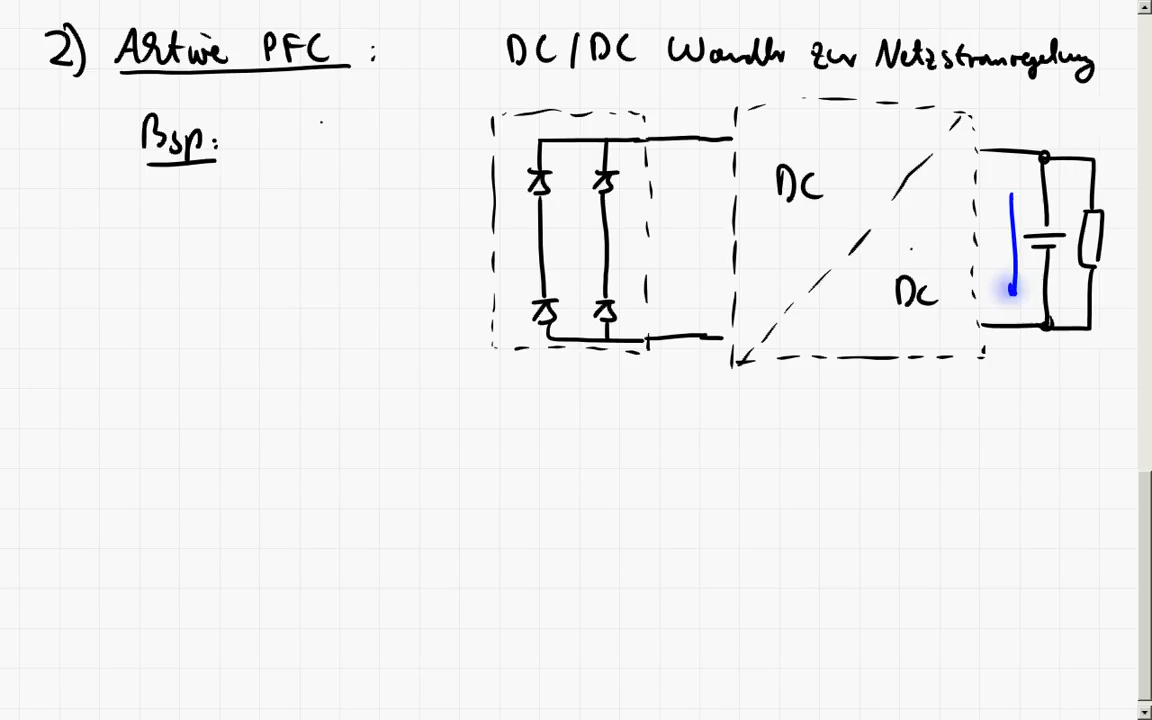 2) Aktive PFC : DC/DC Wandler zur Netzstromregelung
Bsp:
DC
DC